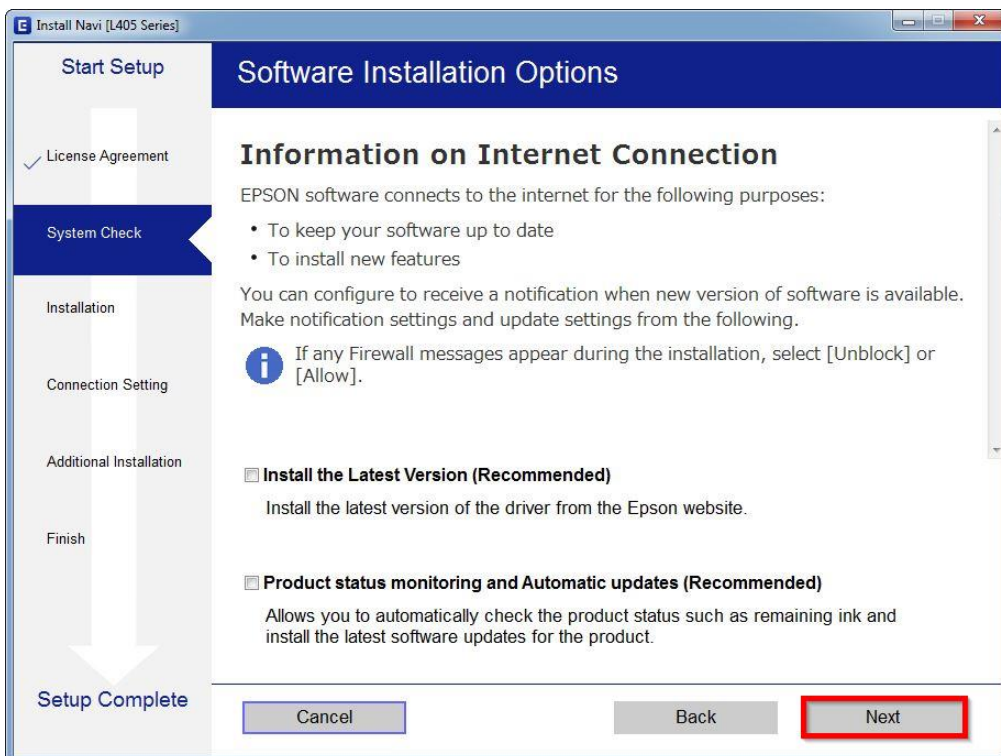 Install Navi [L405 Series]
Start Setup
License Agreement
System Check
Installation
Connection Setting
Additional Installation
Finish
Setup Complete
Software Installation Options
Information on Internet Connection
EPSON software connects to the internet for the following purposes:
• To keep your software up to date
• To install new features
You can configure to receive a notification when new version of software is available.
Make notification settings and update settings from the following.
If any Firewall messages appear during the installation, select [Unblock] or
[Allow].
Install the Latest Version (Recommended)
Install the latest version of the driver from the Epson website.
Product status monitoring and Automatic updates (Recommended)
Allows you to automatically check the product status such as remaining ink and
install the latest software updates for the product.
Cancel
Back
Next